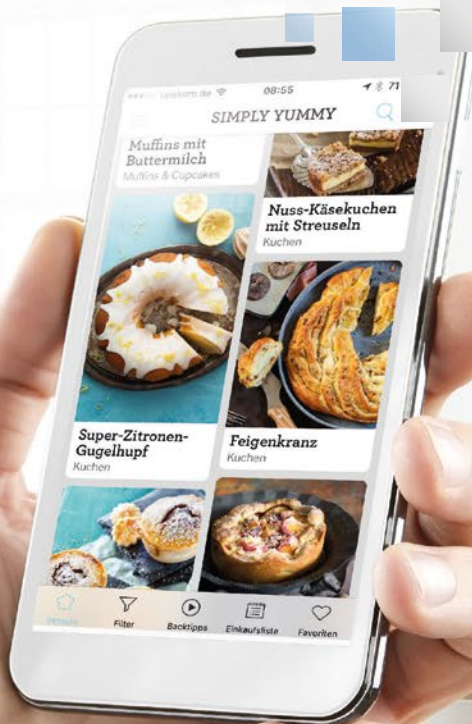 08:55
71
SIMPLY YUMMY
Muffins mit
Buttermilch
Muffins & Cupcakes
Nuss-Käsekuchen
mit Streuseln
Kuchen
Super-Zitronen-
Gugelhupf
Kuchen
Feigenkranz
Kuchen
Filter
Backtipps
Einkaufsliste
Favoriten